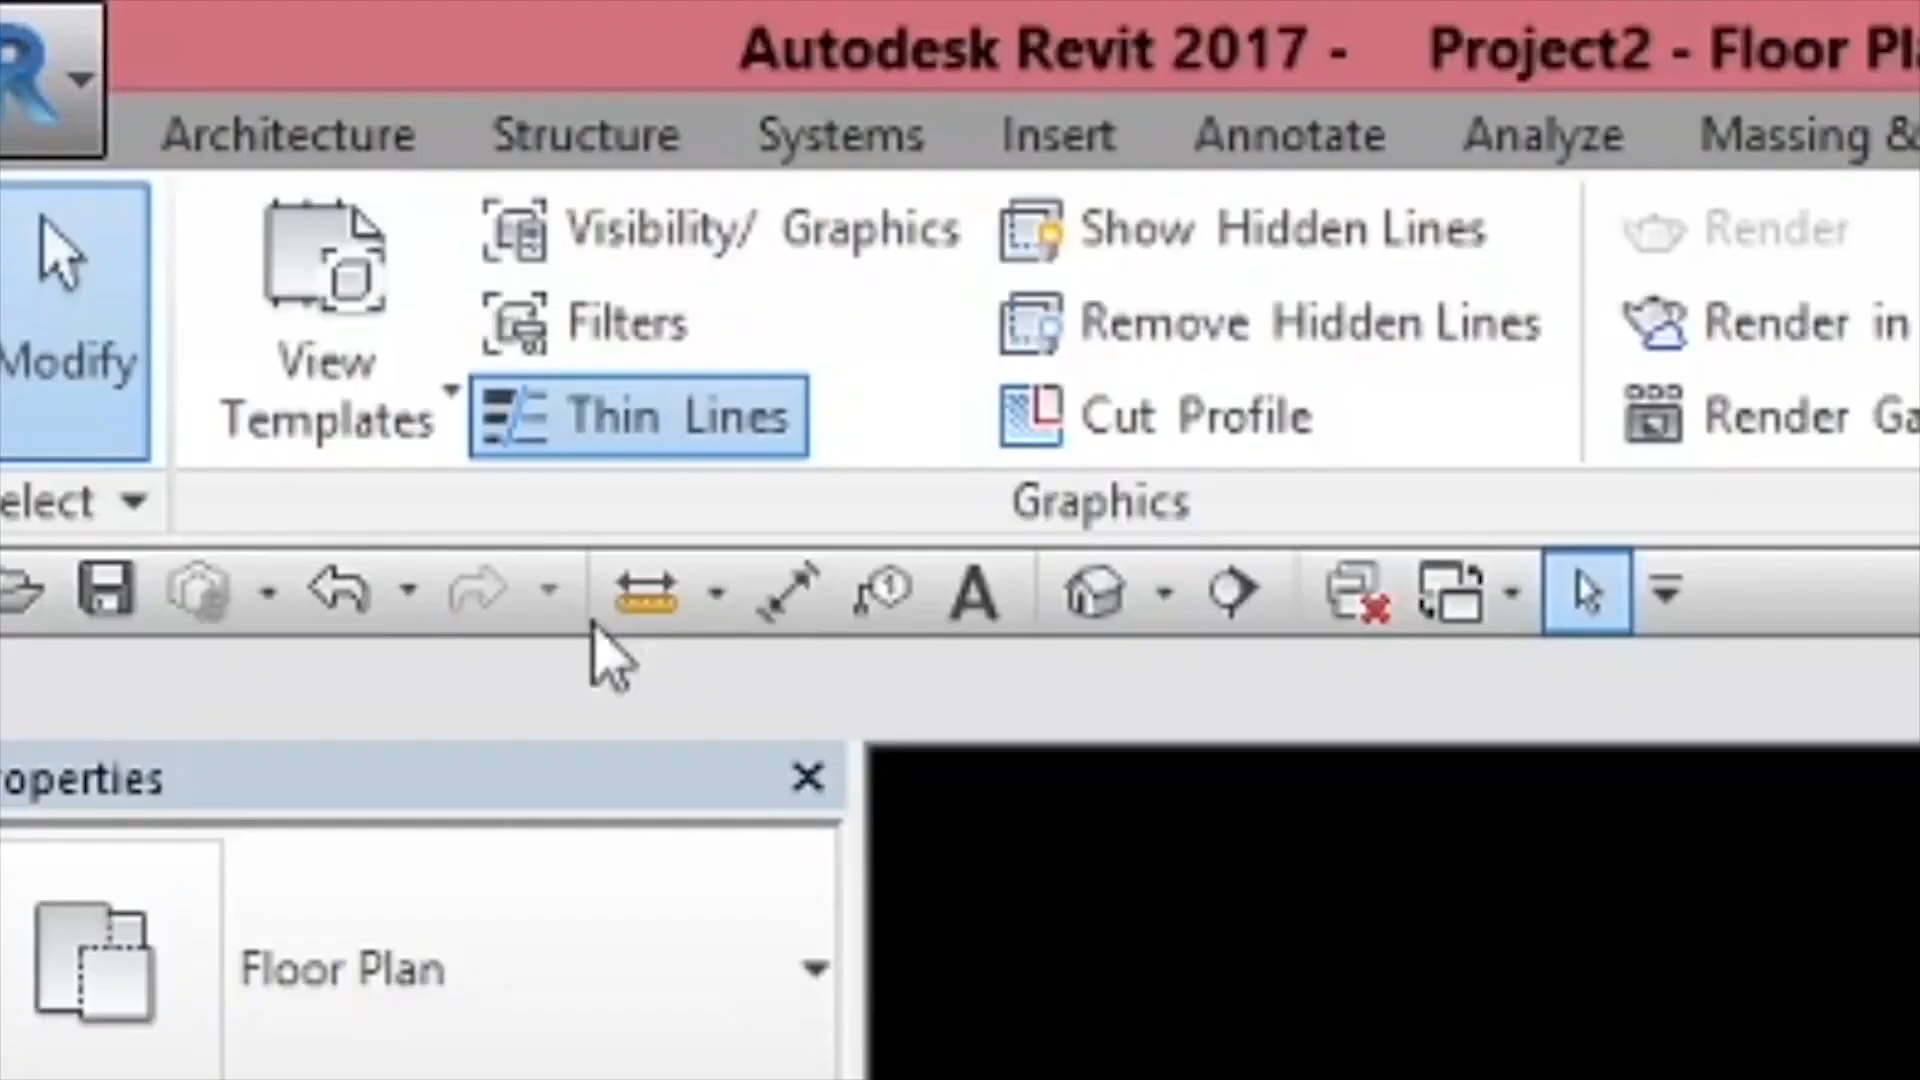 Autodesk Revit 2017 - Project2 - Floor Pl
Architecture Structure Systems Insert Annotate Analyze Massing &
Modify
View
Templates
Visibility/ Graphics
Filters
Thin Lines
Show Hidden Lines
Remove Hidden Lines
Cut Profile
Render
Render in
Render Ga
elect
Graphics
1
A
operties
Floor Plan